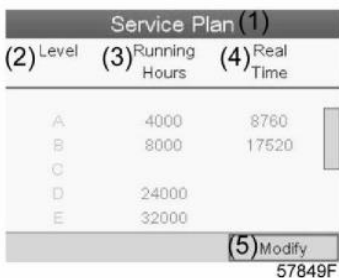 Service Plan (1)
(2) Level (3) Running Hours (4) Real Time
A 4000 8760
B 8000 17520
C
D 24000
E 32000
(5) Modify
57849F